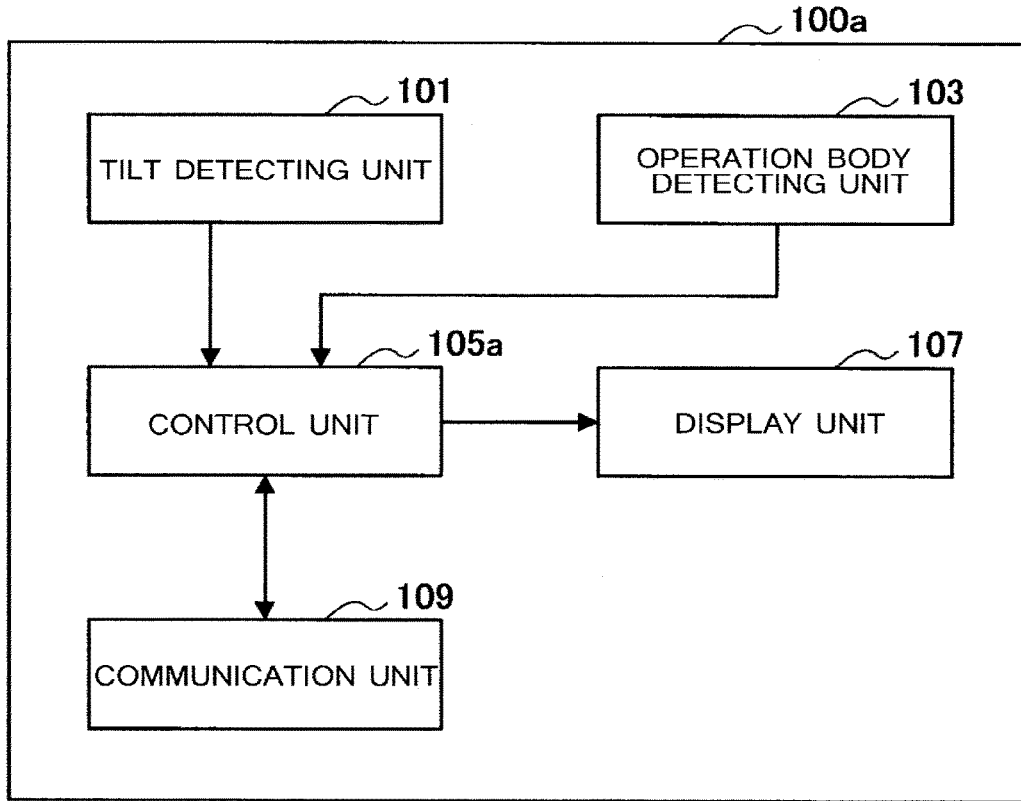 100a
101
103
TILT DETECTING UNIT
OPERATION BODY
DETECTING UNIT
105a
107
CONTROL UNIT
DISPLAY UNIT
109
COMMUNICATION UNIT